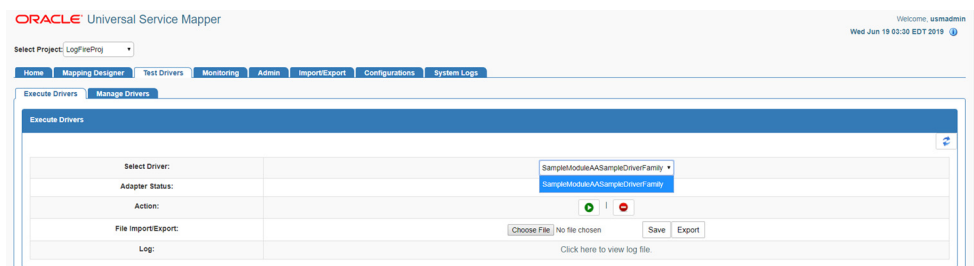 ORACLE' Universal Service Mapper
Welcome, usmadmin
Wed Jun 19 03:30 EDT 2019
Select Project: LogFireProj
Home Mapping Designer Test Drivers Monitoring Admin Import/Export Configurations System Logs
Execute Drivers Manage Drivers
Execute Drivers
Select Driver: SampleModuleAASampleDriverFamily
SampleModuleAASampleDriverFamily
Adapter Status:
Action: |
File Import/Export: Choose File No file chosen Save Export
Log: Click here to view log file.